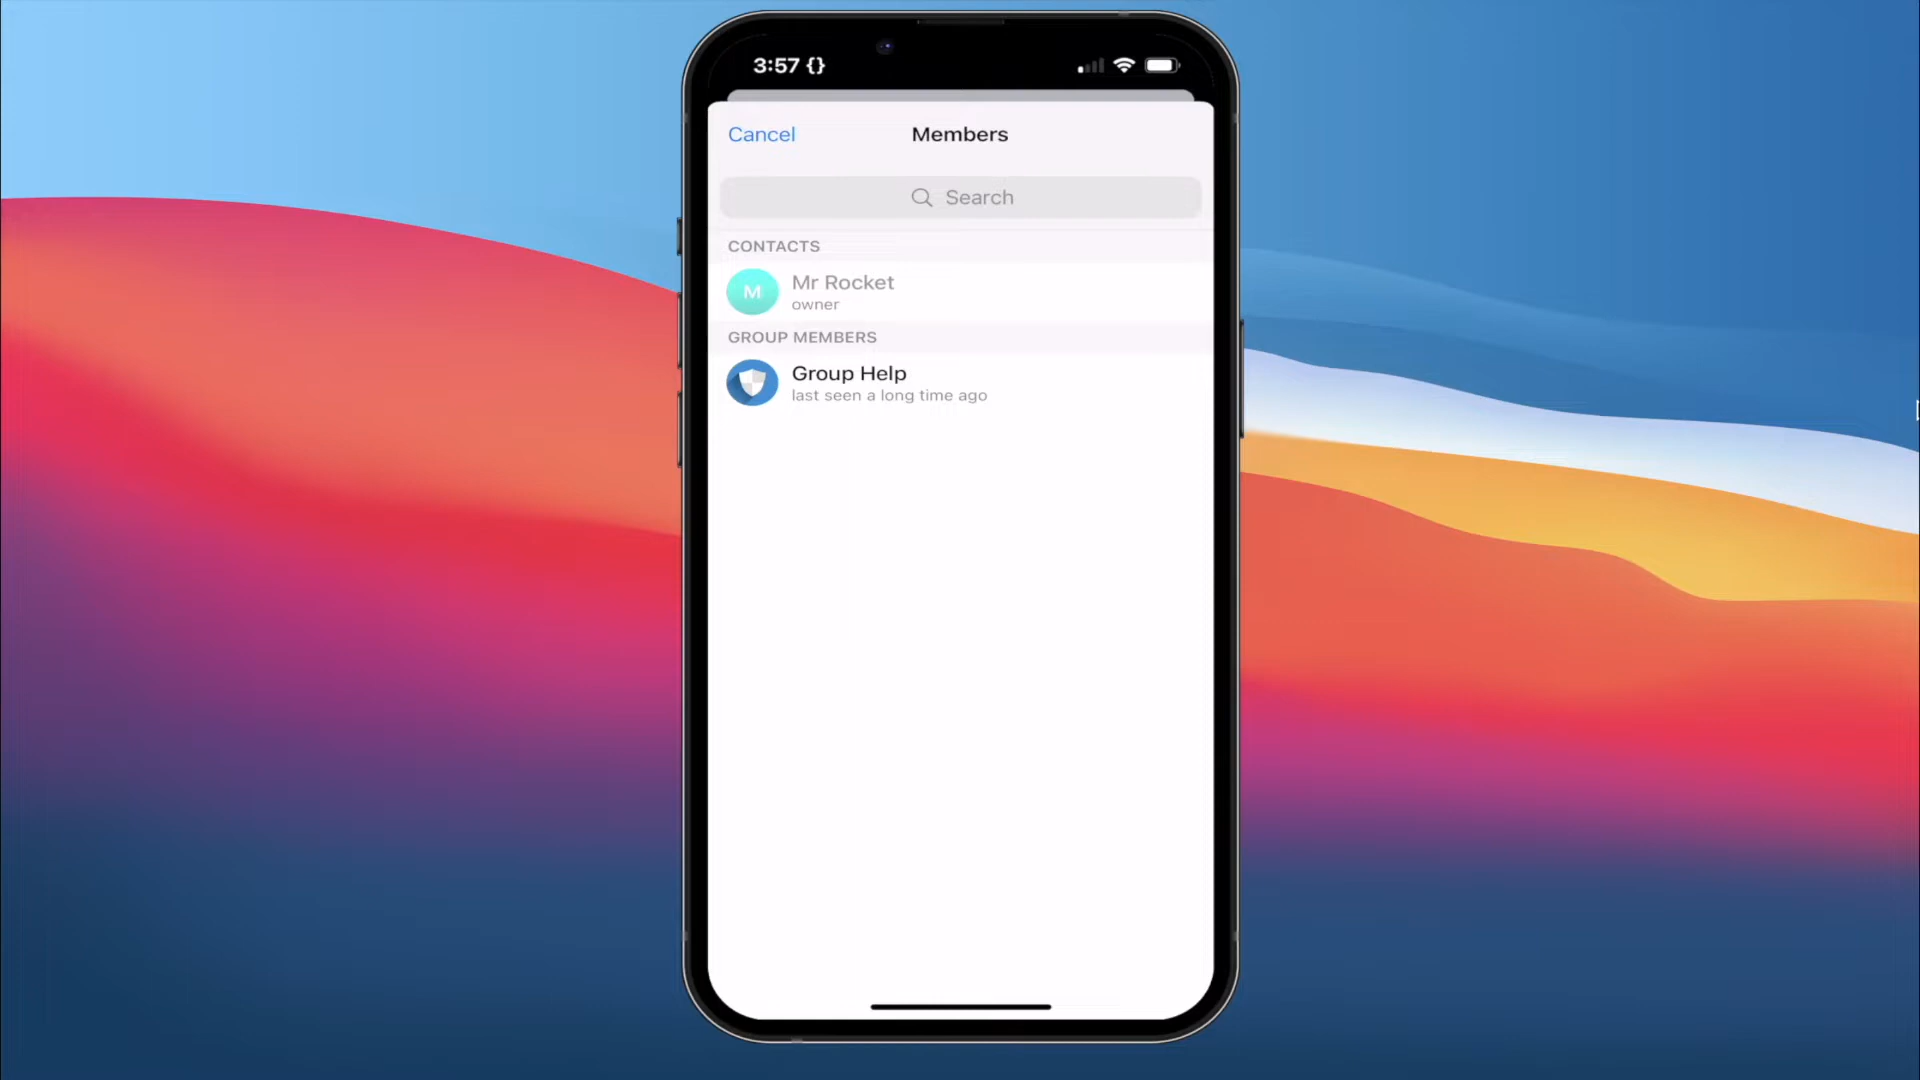 3:57 {}
Cancel
Members
Search
CONTACTS
M
Mr Rocket
owner
GROUP MEMBERS
Group Help
last seen a long time ago